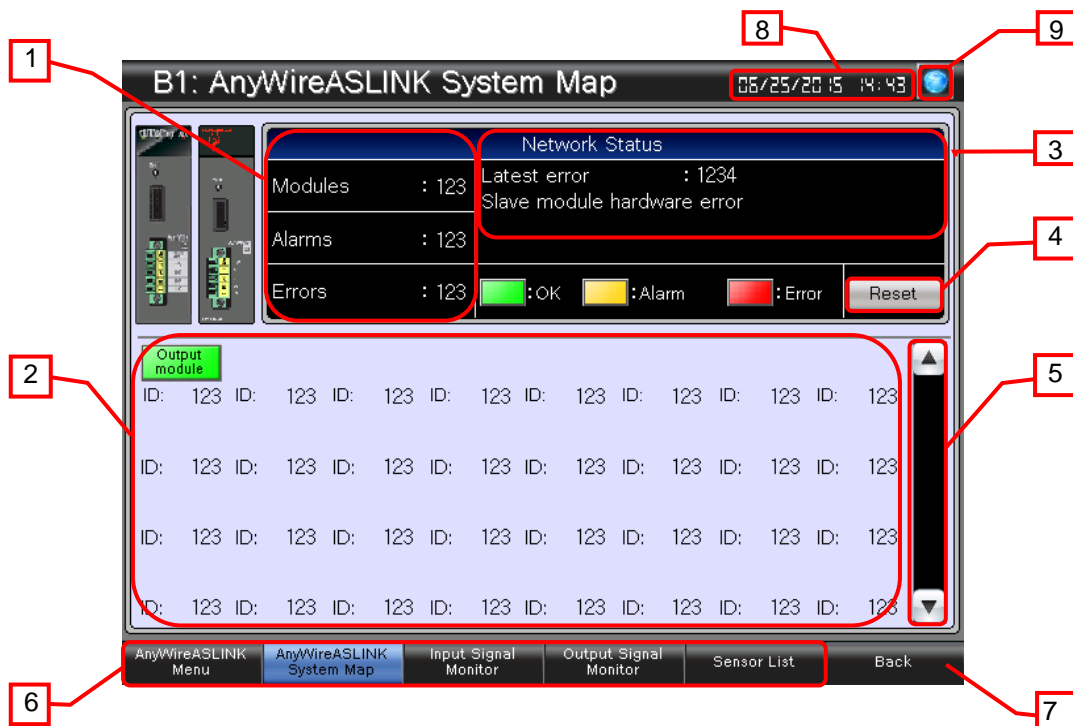 8
9
1
B1: AnyWireASLINK System Map
06/25/2015 14:43
Network Status
3
Modules : 123
Latest error : 1234
Slave module hardware error
Alarms : 123
4
Errors : 123
:OK
:Alarm
:Error
Reset
Output
module
2
5
ID: 123 ID: 123 ID: 123 ID: 123 ID: 123 ID: 123 ID: 123 ID: 123
ID: 123 ID: 123 ID: 123 ID: 123 ID: 123 ID: 123 ID: 123 ID: 123
ID: 123 ID: 123 ID: 123 ID: 123 ID: 123 ID: 123 ID: 123 ID: 123
ID: 123 ID: 123 ID: 123 ID: 123 ID: 123 ID: 123 ID: 123 ID: 123
AnyWireASLINK
Menu
AnyWireASLINK
System Map
Input Signal
Monitor
Output Signal
Monitor
Sensor List
Back
6
7